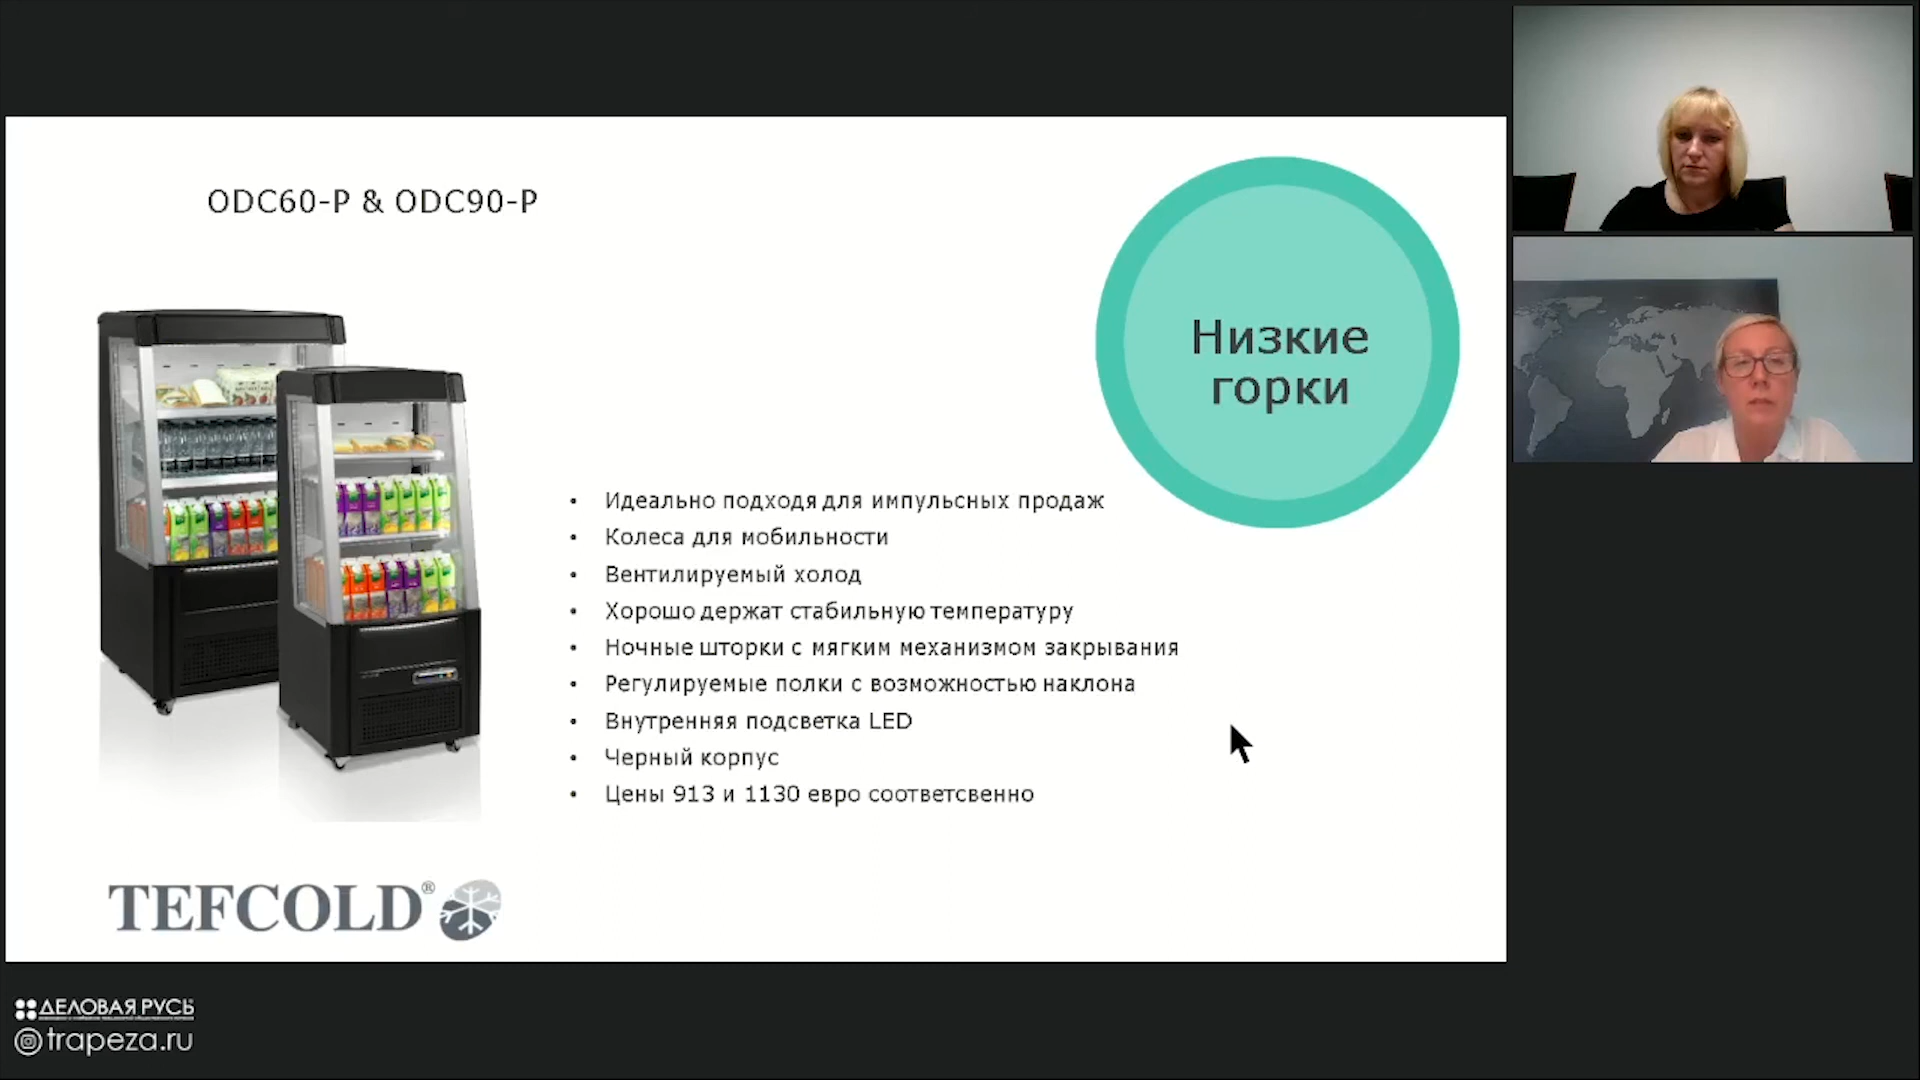 ODC60-P & ODC90-P
Низкие
горки
• Идеально подходя для импульсных продаж
• Колеса для мобильности
• Вентилируемый холод
• Хорошо держат стабильную температуру
• Ночные шторки с мягким механизмом закрывания
• Регулируемые полки с возможностью наклона
• Внутренняя подсветка LED
• Черный корпус
• Цены 913 и 1130 евро соответсвенно
TEFCOLD®
ДЕЛОВАЯ РУСЬ
trapeza.ru